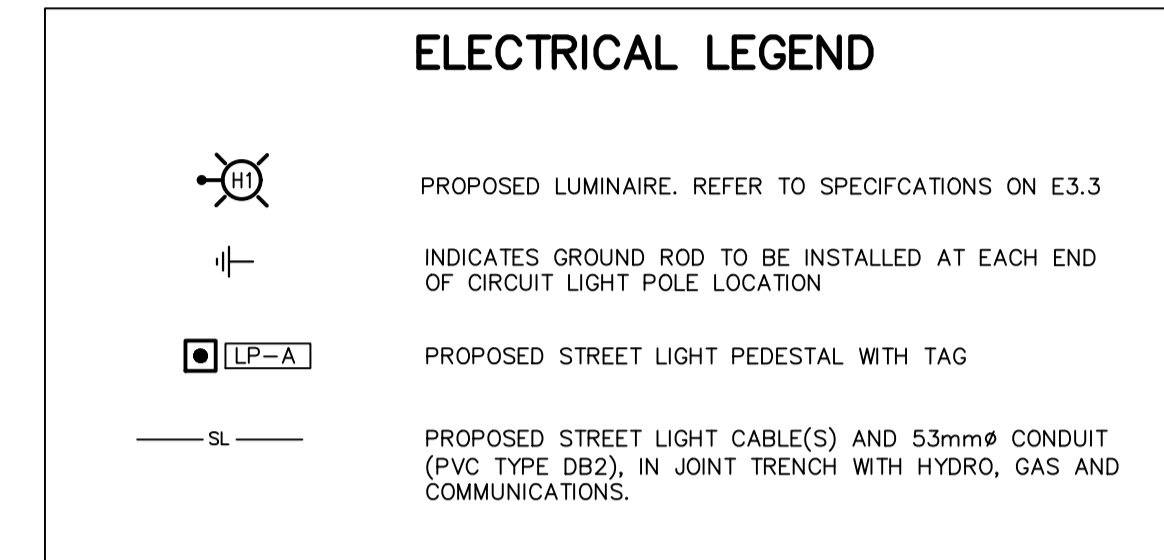 ELECTRICAL LEGEND
H1
PROPOSED LUMINAIRE. REFER TO SPECIFCATIONS ON E3.3
INDICATES GROUND ROD TO BE INSTALLED AT EACH END
OF CIRCUIT LIGHT POLE LOCATION
LP-A
PROPOSED STREET LIGHT PEDESTAL WITH TAG
SL
PROPOSED STREET LIGHT CABLE(S) AND 53mmø CONDUIT
(PVC TYPE DB2), IN JOINT TRENCH WITH HYDRO, GAS AND
COMMUNICATIONS.